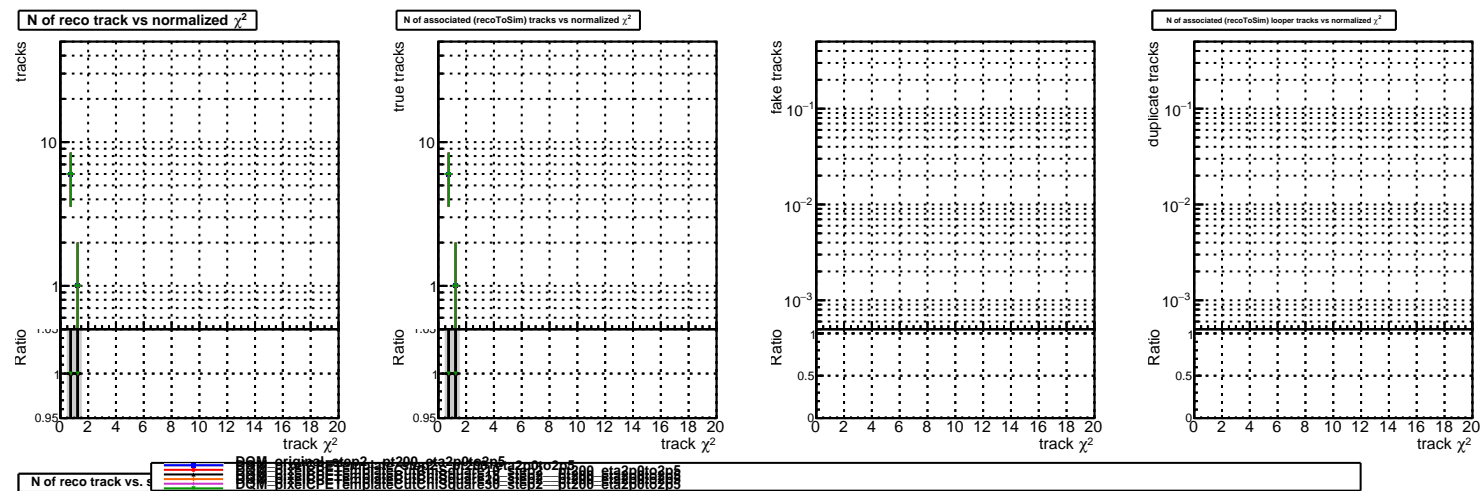 N of reco track vs normalized χ²
N of associated (recoToSim) tracks vs normalized χ²
N of associated (recoToSim) looper tracks vs normalized χ²
tracks
10
1
Ratio
1
0.95
0 2 4 6 8 10 12 14 16 18 20
track χ²
true tracks
10
1
Ratio
1
0.95
0 2 4 6 8 10 12 14 16 18 20
track χ²
fake tracks
10⁻¹
10⁻²
10⁻³
Ratio
1
0.5
0
0 2 4 6 8 10 12 14 16 18 20
track χ²
duplicate tracks
10⁻¹
10⁻²
10⁻³
Ratio
1
0.5
0
0 2 4 6 8 10 12 14 16 18 20
track χ²
N of reco track vs.